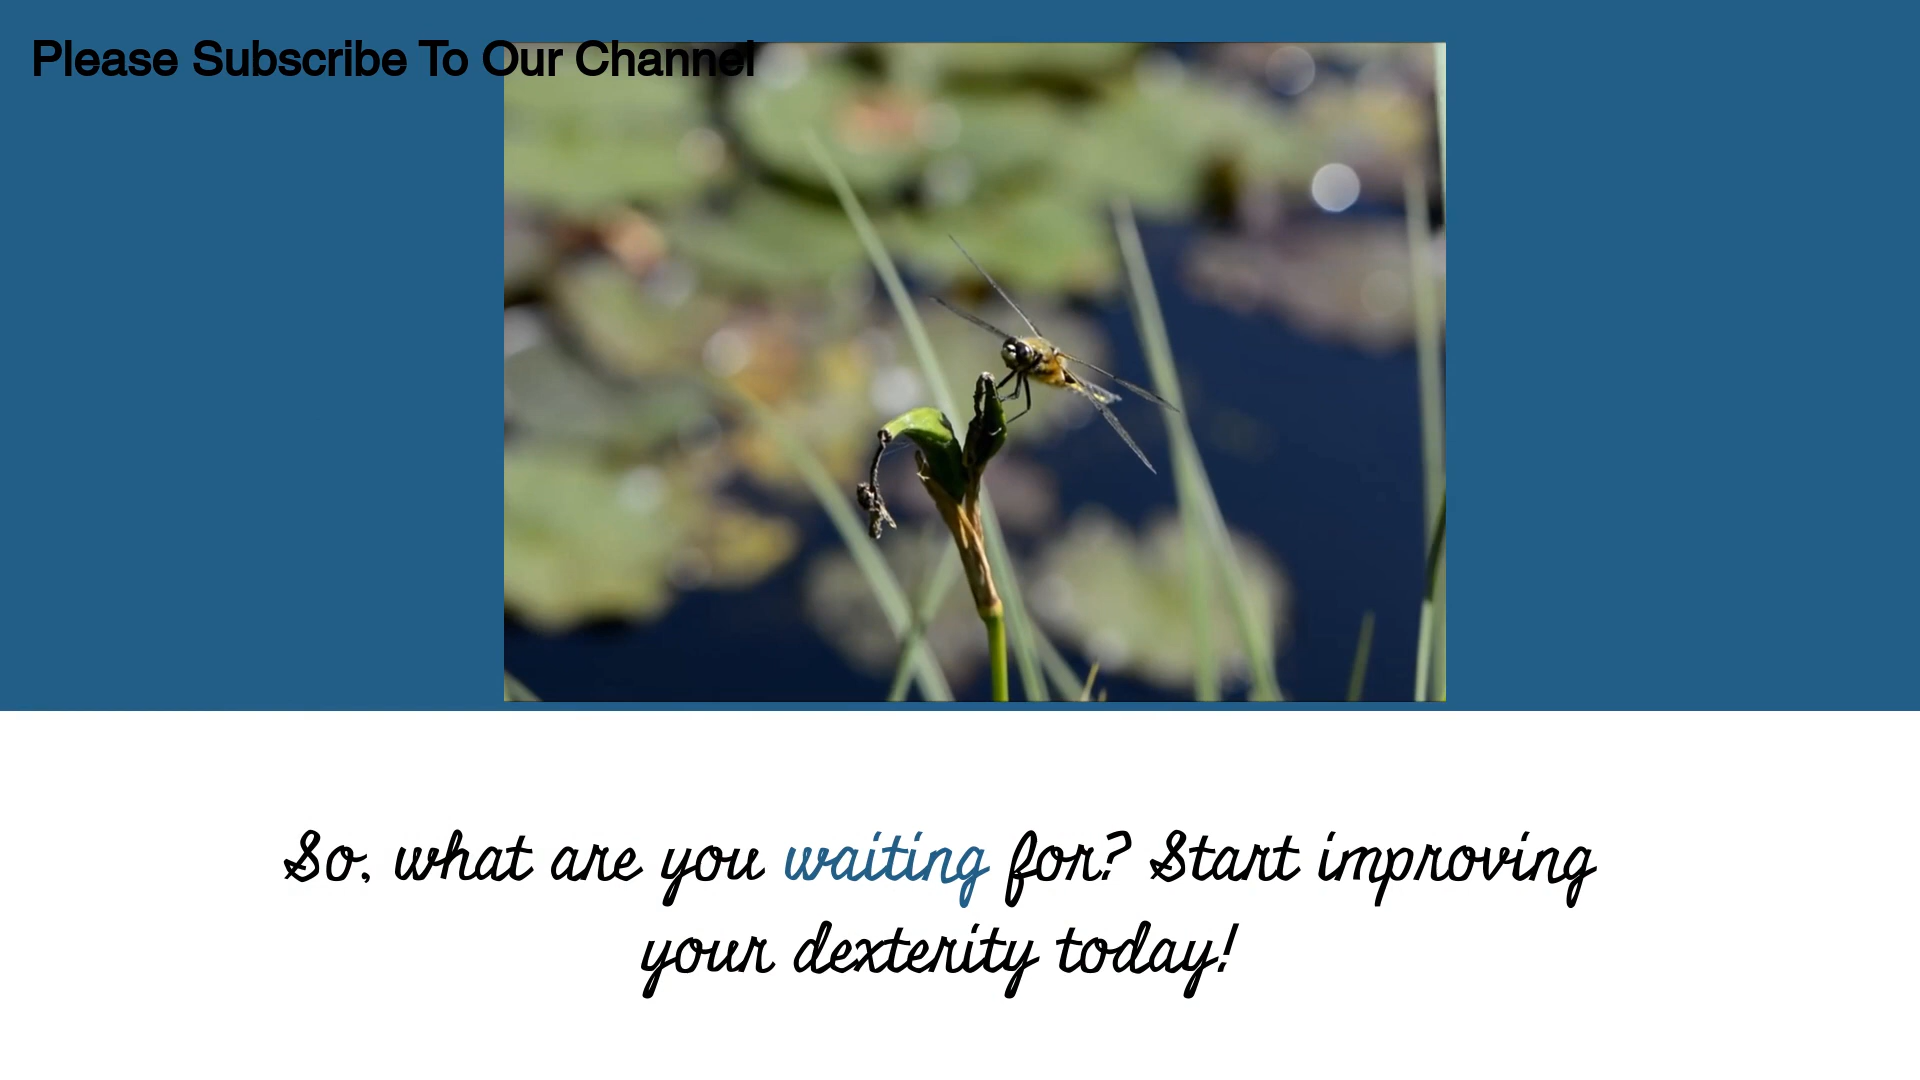 Please Subscribe To Our Channel
So, what are you waiting for? Start improving
your dexterity today!